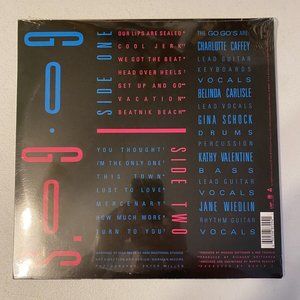 GO·GO'S
SIDE ONE
OUR LIPS ARE SEALED
COOL JERK
WE GOT THE BEAT
HEAD OVER HEELS
GET UP AND GO
VACATION
BEATNIK BEACH
SIDE TWO
YOU THOUGHT
I'M THE ONLY ONE
THIS TOWN
LUST TO LOVE
MERCENARY
HOW MUCH MORE
TURN TO YOU
THE GO GO'S ARE
CHARLOTTE CAFFEY
LEAD GUITAR
KEYBOARDS
VOCALS
BELINDA CARLISLE
LEAD VOCALS
GINA SCHOCK
DRUMS
PERCUSSION
KATHY VALENTINE
BASS
LEAD GUITAR
VOCALS
JANE WIEDLIN
RHYTHM GUITAR
VOCALS